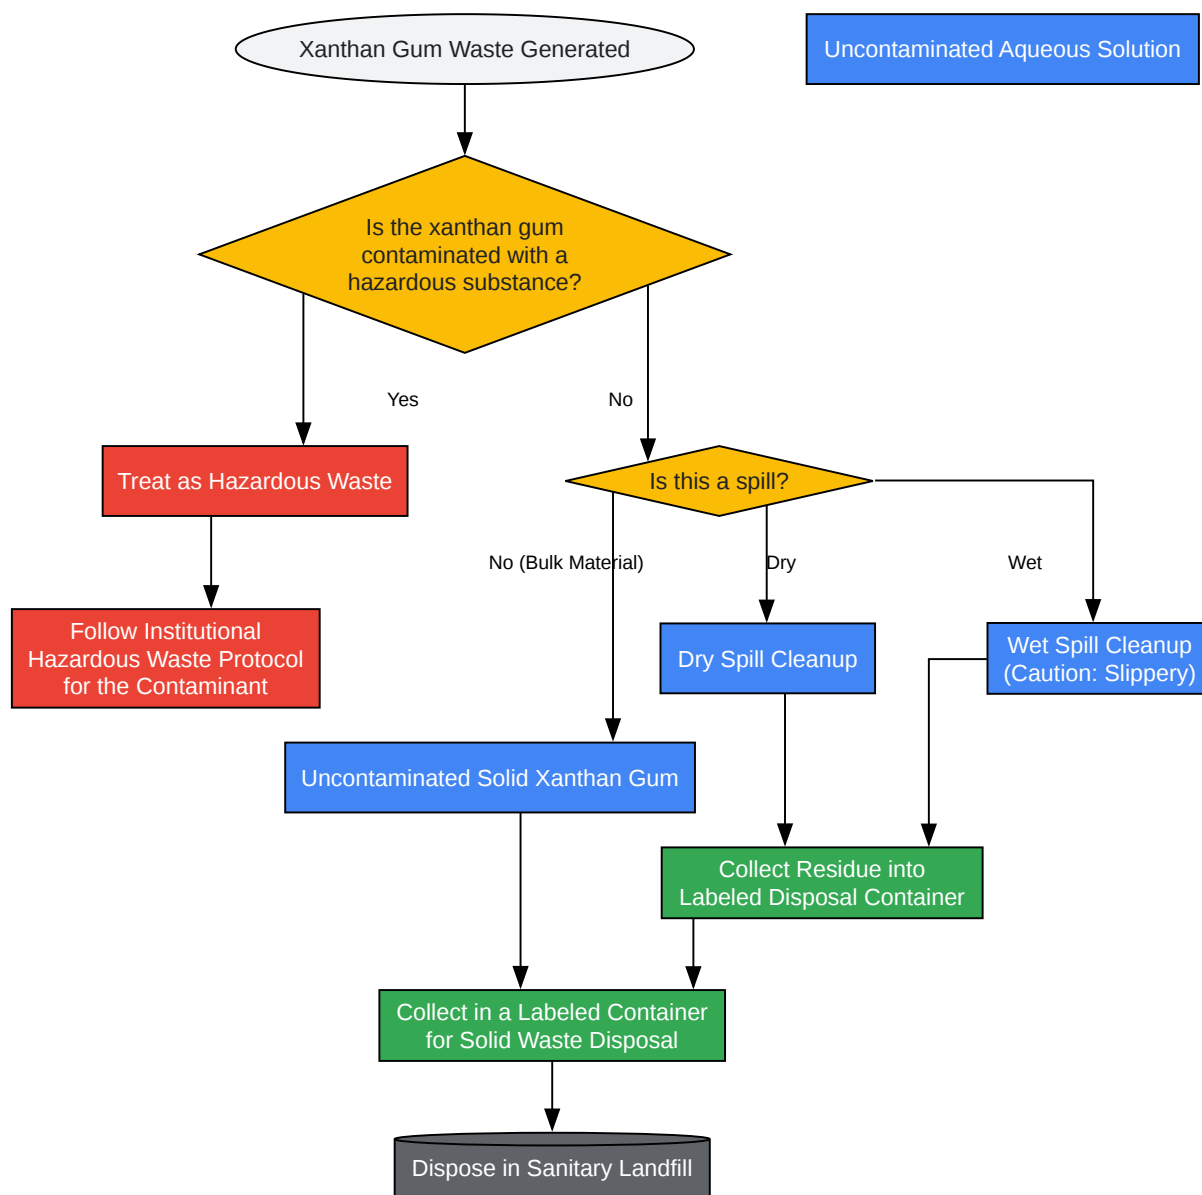 Xanthan Gum Waste Generated
Uncontaminated Aqueous Solution
Is the xanthan gum
contaminated with a
hazardous substance?
Yes
No
Treat as Hazardous Waste
Is this a spill?
No (Bulk Material)
Dry
Wet
Follow Institutional
Hazardous Waste Protocol
for the Contaminant
Dry Spill Cleanup
Wet Spill Cleanup
(Caution: Slippery)
Uncontaminated Solid Xanthan Gum
Collect Residue into
Labeled Disposal Container
Collect in a Labeled Container
for Solid Waste Disposal
Dispose in Sanitary Landfill